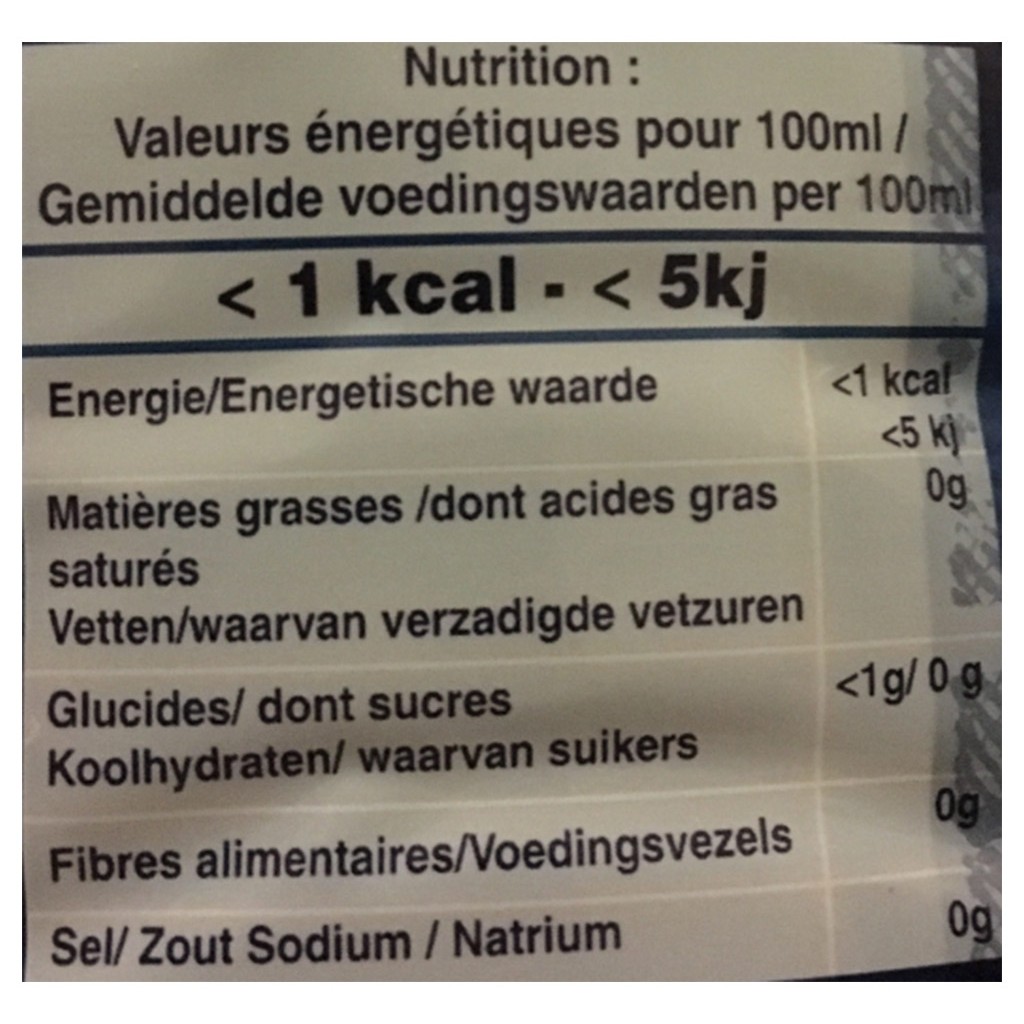 Nutrition :
Valeurs énergétiques pour 100ml /
Gemiddelde voedingswaarden per 100ml
< 1 kcal - < 5kj
Energie/Energetische waarde <1 kcal
<5 kj
Matières grasses /dont acides gras 0g
saturés
Vetten/waarvan verzadigde vetzuren
Glucides/ dont sucres <1g/ 0 g
Koolhydraten/ waarvan suikers
Fibres alimentaires/Voedingsvezels 0g
Sel/ Zout Sodium / Natrium 0g